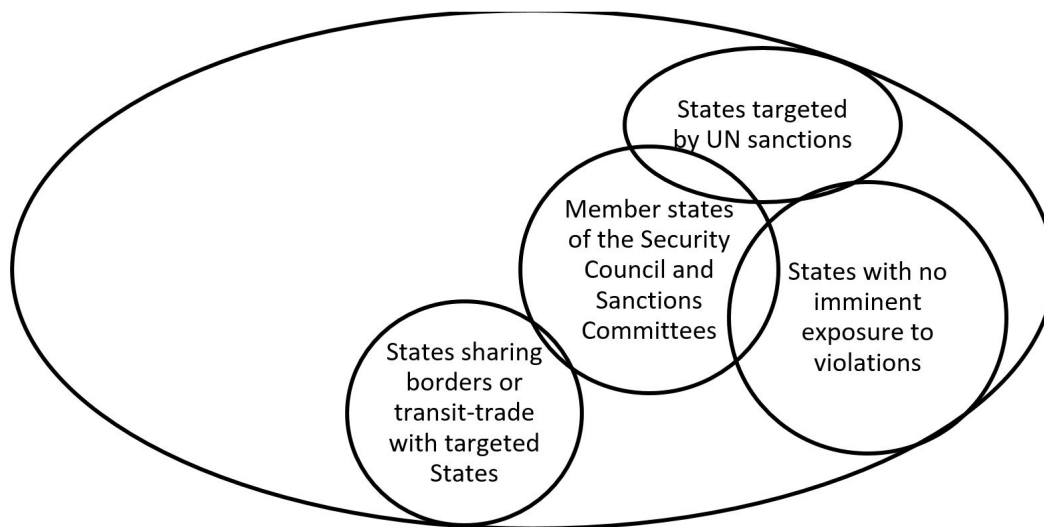 States targeted
by UN sanctions
Member states
of the Security
Council and
Sanctions
Committees
States with no
imminent
exposure to
violations
States sharing
borders or
transit-trade
with targeted
States